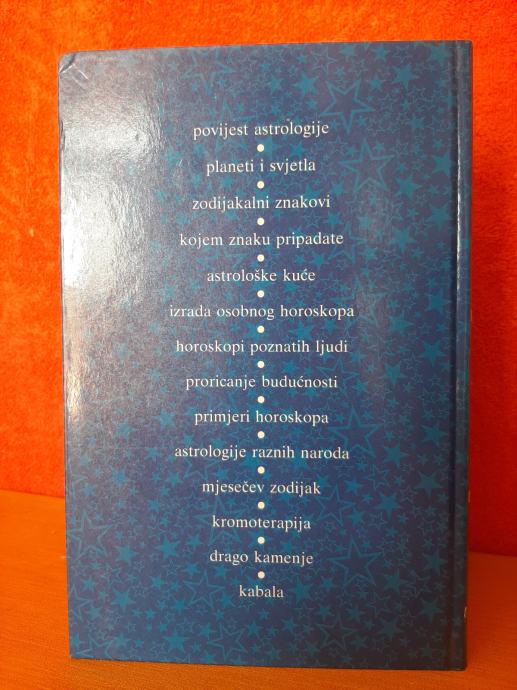 povijest astrologije
planeti i svjetla
zodijakalni znakovi
kojem znaku pripadate
astrološke kuće
izrada osobnog horoskopa
horoskopi poznatih ljudi
proricanje budućnosti
primjeri horoskopa
astrologije raznih naroda
mjesečev zodijak
kromoterapija
drago kamenje
kabala